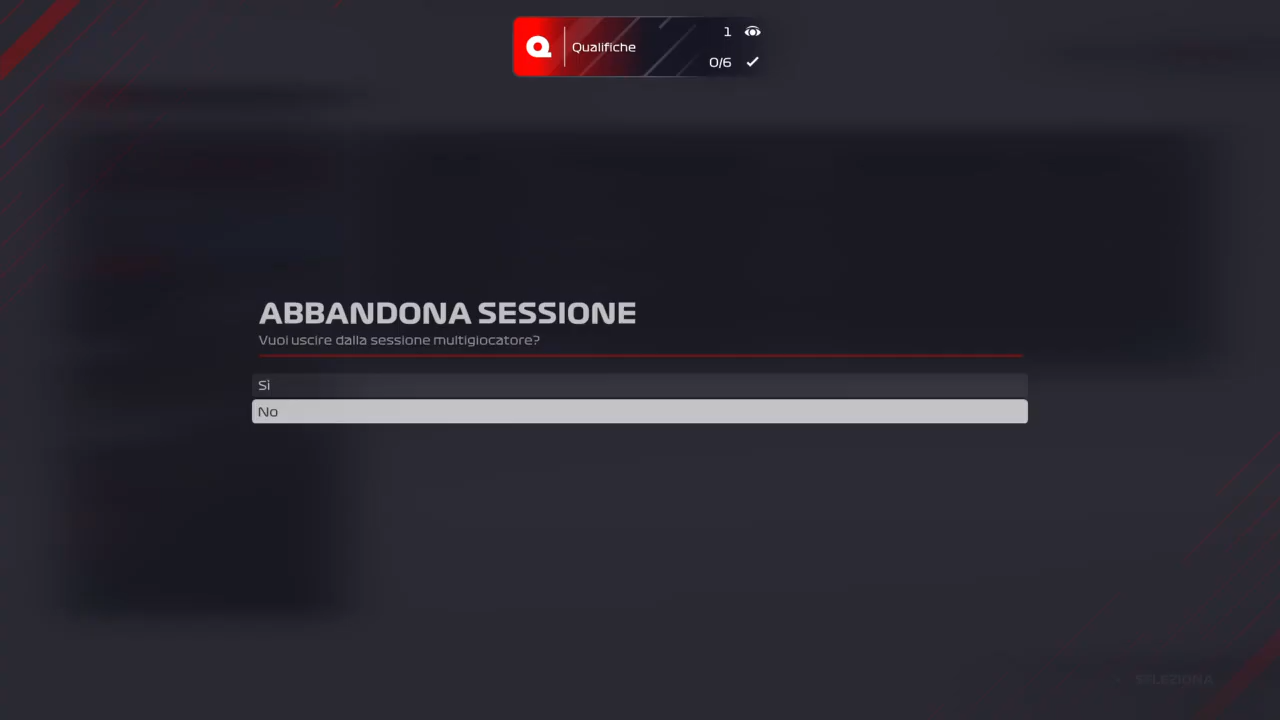 Qualifiche
1
0/6
ABBANDONA SESSIONE
Vuoi uscire dalla sessione multigiocatore?
Sì
No
SELEZIONA